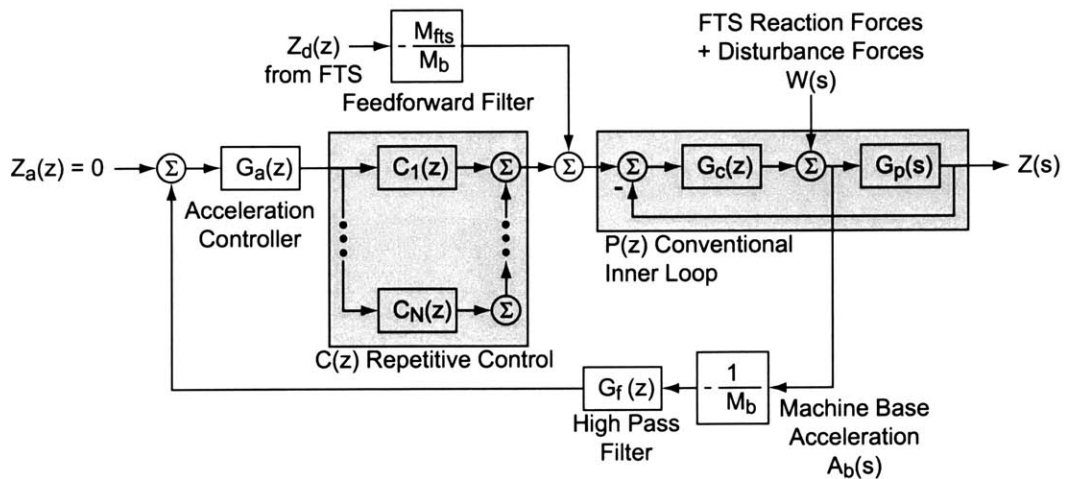 FTS Reaction Forces
+ Disturbance Forces
W(s)
Z_d(z)
from FTS
- M_fts
M_b
Feedforward Filter
Z_a(z) = 0
Σ
G_a(z)
Acceleration
Controller
C_1(z)
Σ
Σ
Σ
-
G_c(z)
Σ
G_p(s)
Z(s)
P(z) Conventional
Inner Loop
C_N(z)
Σ
C(z) Repetitive Control
G_f (z)
High Pass
Filter
- 1
M_b
Machine Base
Acceleration
A_b(s)